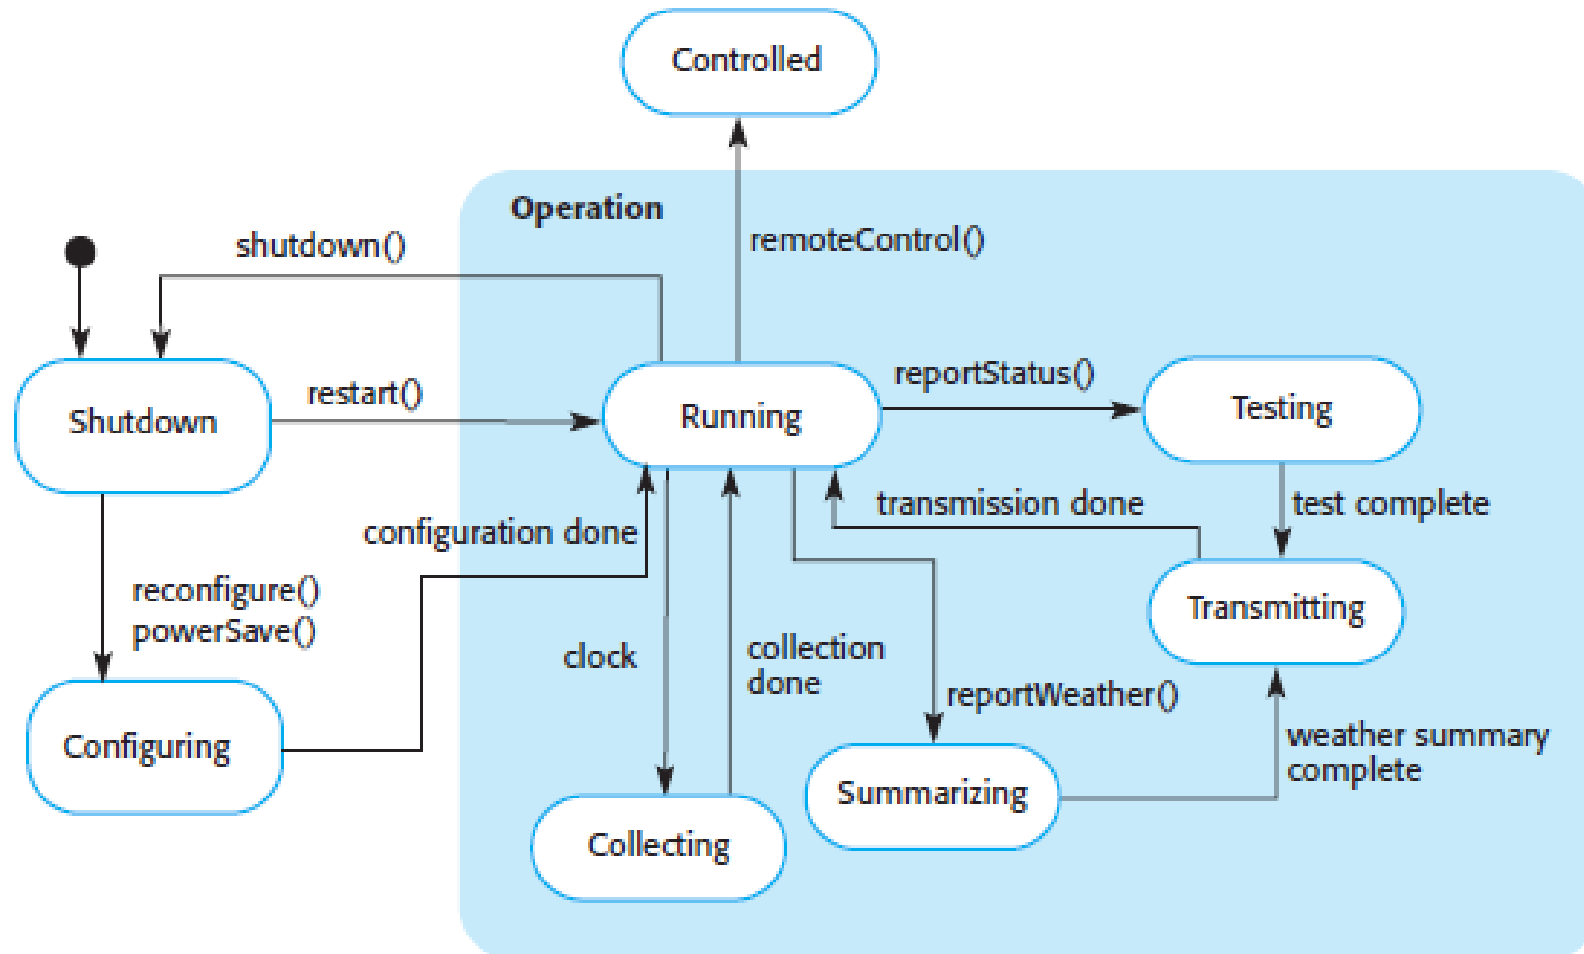 Controlled
Operation
shutdown()
remoteControl()
restart()
reportStatus()
Shutdown
Running
Testing
configuration done
transmission done
test complete
reconfigure()
powerSave()
Transmitting
clock
collection
done
reportWeather()
Configuring
weather summary
complete
Summarizing
Collecting